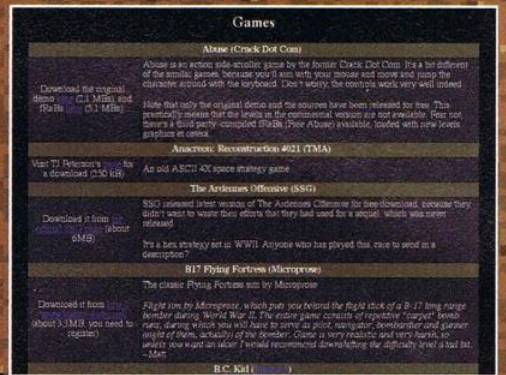 Games
Abuse (Crack Dot Com)
Download the original
demo (2.1 MBs) and
fRaBs (5.1 MBs)
Abuse is an action side-scroller game by the former Crack Dot Com. It's a bit different
of the similar games, because you'll aim with your mouse and move and jump the
character around with the keyboard. Don't worry, the controls work very well indeed.
Note that only the original demo and the sources have been released for free. This
practically means that the levels in the commercial version are not available. Fear not,
there's a third party-compiled fRaBs (Free Abuse) available, loaded with new levels,
graphics et cetera.
Anacreon: Reconstruction 4021 (TMA)
Visit TJ Peterson's for
a download (250 kB)
An old ASCII 4X space strategy game
The Ardennes Offensive (SSG)
Download it from
(about
6MB)
SSG released latest version of The Ardennes Offensive for free download, because they
didn't want to waste their efforts that they had used for a sequel, which was never
released.
It's a hex strategy set in WWII. Anyone who has played this, care to send in a
description?
B17 Flying Fortress (Microprose)
Download it from
(about 3.3MB, you need to
register)
The classic Flying Fortress sim by Microprose
Flight sim by Microprose, which puts you behind the flight stick of a B-17 long range
bomber during World War II. The entire game consists of repetitive "carpet" bomb
runs, during which you will have to serve as pilot, navigator, bombardier and gunner
(eight of them, actually) of the bomber. Game is very realistic and very harsh, so
unless you want an ulcer I would recommend downshifting the difficulty level a tad bit.
- Matt
B.C. Kid (